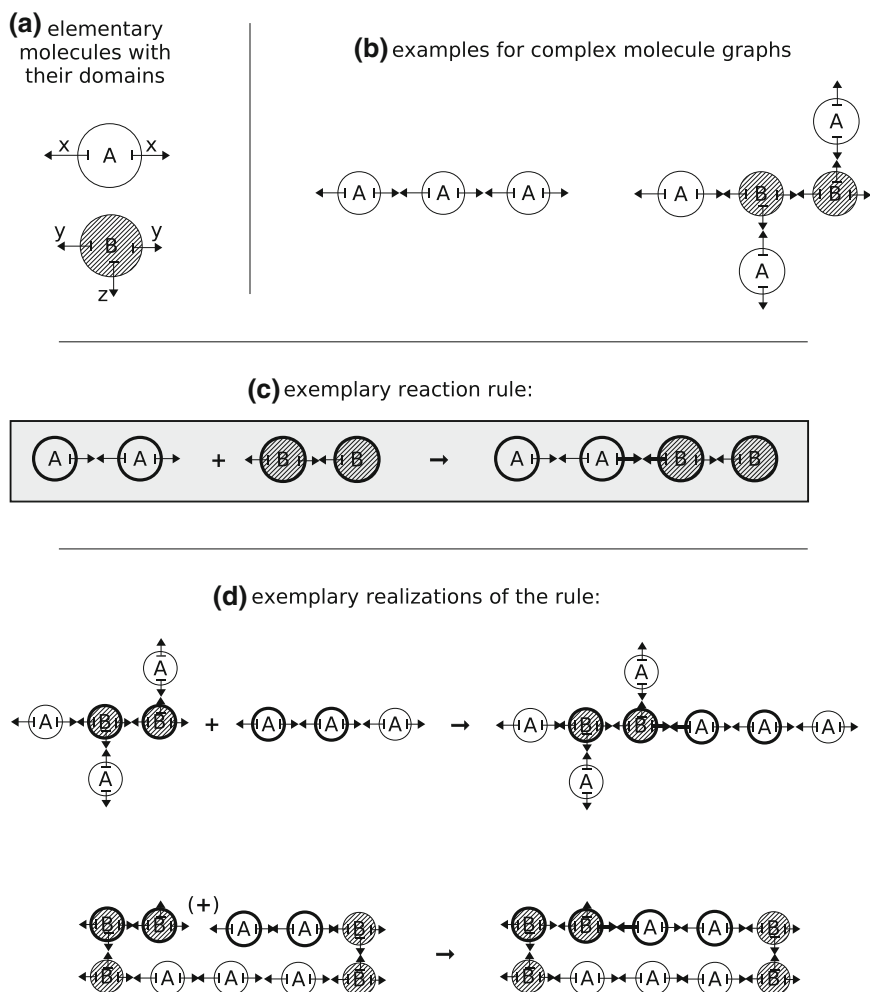 (a) elementary
molecules with
their domains
x A x
y B y
z
(b) examples for complex molecule graphs
A
A A A A B B
A
(c) exemplary reaction rule:
A A + B B → A A B B
(d) exemplary realizations of the rule:
A A
A B B + A A A → A B B A A A
A A
(+)
B B A A B → B B A A B
B A A A B B A A A B